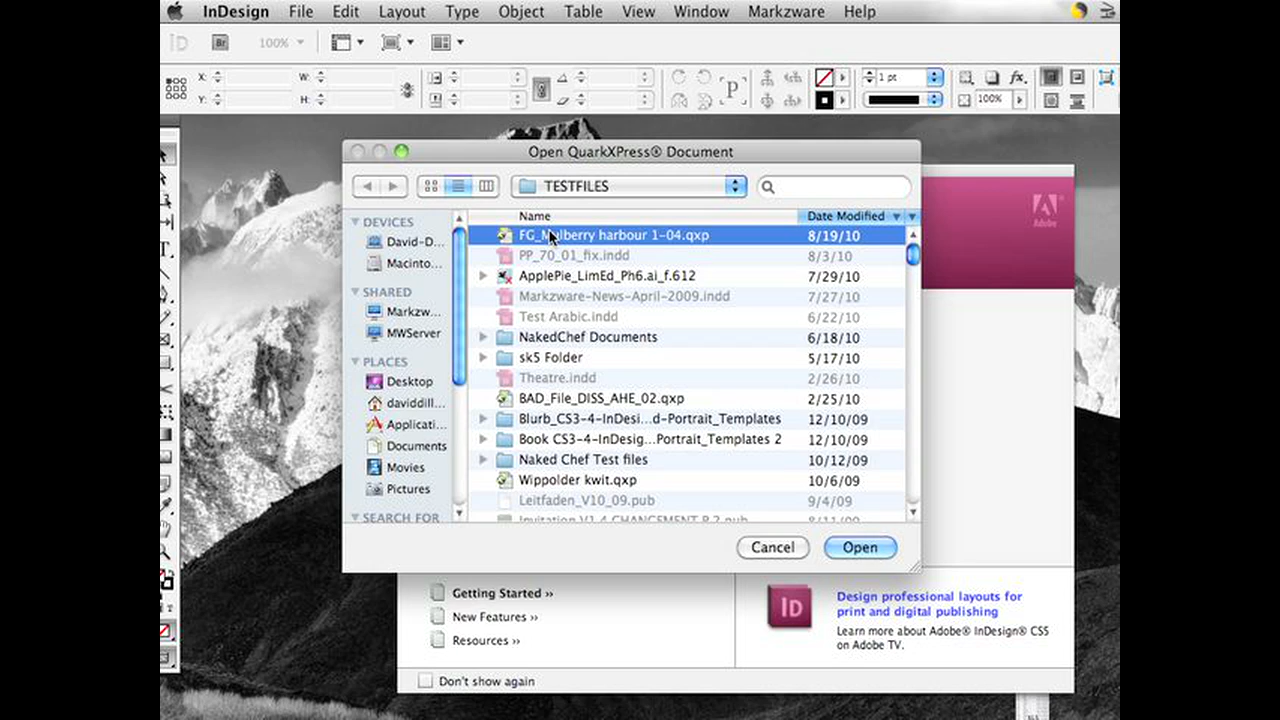 InDesign File Edit Layout Type Object Table View Window Markzware Help
Br 100%
X: W: 1 pt fx.
Y: H: P 100%
Open QuarkXPress® Document
TESTFILES
Name Date Modified
DEVICES
David-D...
Macinto...
SHARED
Markzw...
MWServer
PLACES
Desktop
daviddill...
Applicati...
Documents
Movies
Pictures
SEARCH FOR
FG_Mulberry harbour 1-04.qxp 8/19/10
PP_70_01_fix.indd 8/3/10
ApplePie_LimEd_Ph6.ai_f.612 7/29/10
Markzware-News-April-2009.indd 7/27/10
Test Arabic.indd 6/22/10
NakedChef Documents 6/18/10
sk5 Folder 5/17/10
Theatre.indd 2/26/10
BAD_File_DISS_AHE_02.qxp 2/25/10
Blurb_CS3-4-InDesi...d-Portrait_Templates 12/10/09
Book CS3-4-InDesig...Portrait_Templates 2 12/10/09
Naked Chef Test files 10/12/09
Wippolder kwit.qxp 10/6/09
Leitfaden_V10_09.pub 9/4/09
Cancel Open
Adobe
Getting Started ››
New Features ››
Resources ››
ID
Design professional layouts for
print and digital publishing
Learn more about Adobe® InDesign® CS5
on Adobe TV.
Don't show again